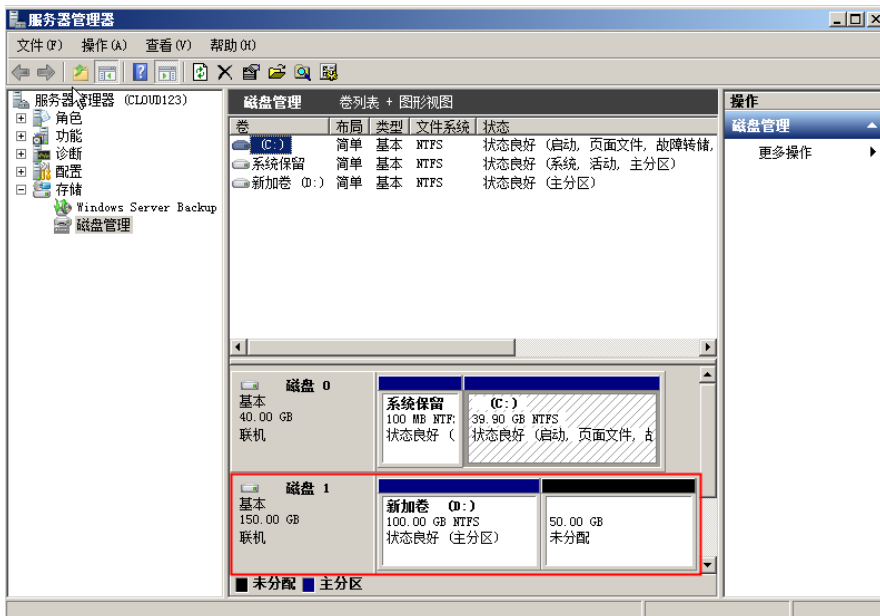 服务器管理器
文件(F) 操作(A) 查看(V) 帮助(H)
服务器管理器 (CLOUD123)
角色
功能
诊断
配置
存储
Windows Server Backup
磁盘管理
磁盘管理 卷列表 + 图形视图
卷 布局 类型 文件系统 状态
(C:) 简单 基本 NTFS 状态良好 (启动, 页面文件, 故障转储,
系统保留 简单 基本 NTFS 状态良好 (系统, 活动, 主分区)
新加卷 (D:) 简单 基本 NTFS 状态良好 (主分区)
磁盘 0
基本
40.00 GB
联机
系统保留
100 MB NTF
状态良好 (
(C:)
39.90 GB NTFS
状态良好 (启动, 页面文件, 故
磁盘 1
基本
150.00 GB
联机
新加卷 (D:)
100.00 GB NTFS
状态良好 (主分区)
50.00 GB
未分配
未分配 主分区
操作
磁盘管理
更多操作